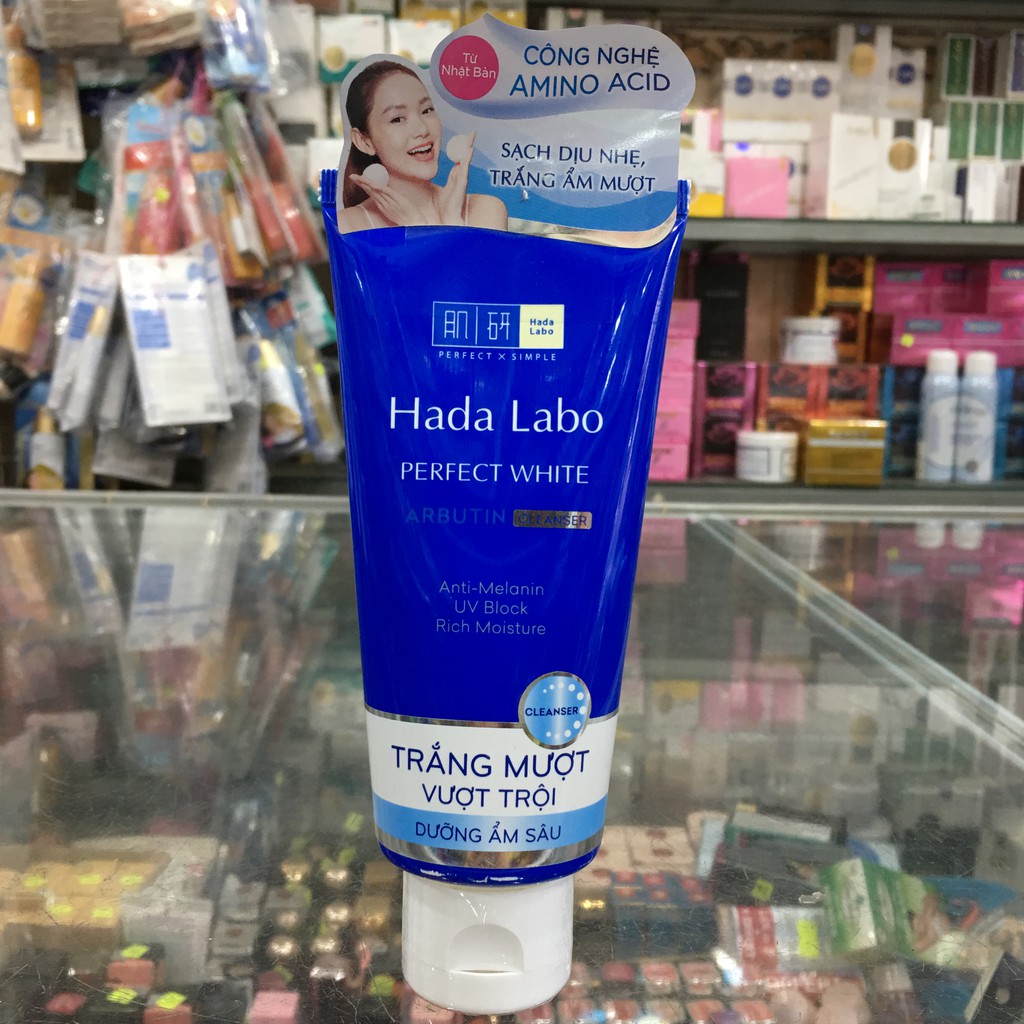 Từ
Nhật Bản
CÔNG NGHỆ
AMINO ACID
SẠCH DỊU NHẸ,
TRẮNG ẨM MƯỢT
肌研
Hada
Labo
PERFECT X SIMPLE
Hada Labo
PERFECT WHITE
ARBUTIN CLEANSER
Anti-Melanin
UV Block
Rich Moisture
CLEANSER
TRẮNG MƯỢT
VƯỢT TRỘI
DƯỠNG ẨM SÂU